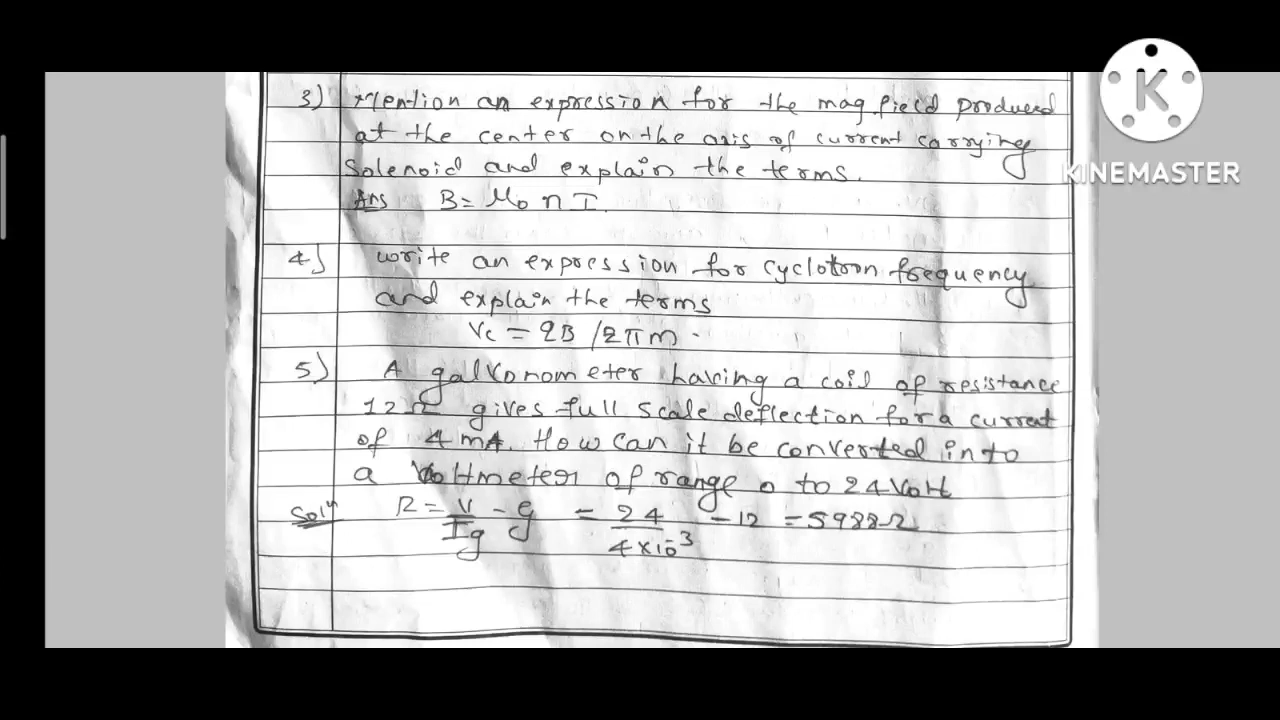 3) Mention an expression for the mag.field produced
at the center on the axis of current carrying
Solenoid and explain the terms.
Ans B = μ₀ n I.
4) write an expression for cyclotron frequency
and explain the terms
Vc = qB / 2πm.
5) A galvonometer having a coil of resistance
12Ω gives full scale deflection for a current
of 4 mA. How can it be converted into
a Voltmeter of range 0 to 24 Volt
Solⁿ R = V/Ig - G = 24/4×10⁻³ - 12 = 5988Ω
K
KINEMASTER